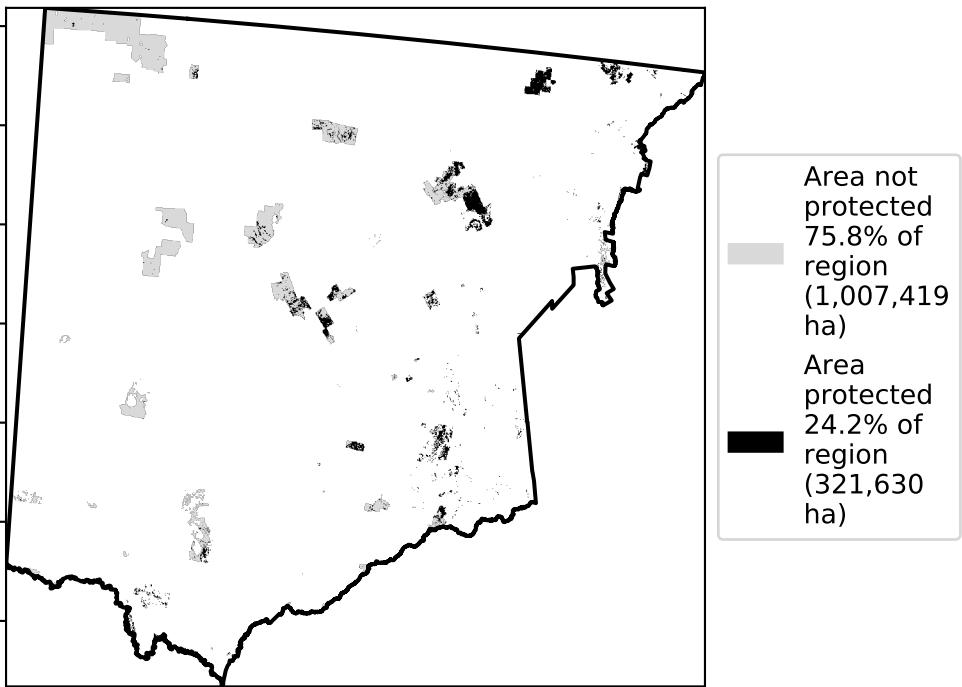 Area not
protected
75.8% of
region
(1,007,419
ha)
Area
protected
24.2% of
region
(321,630
ha)